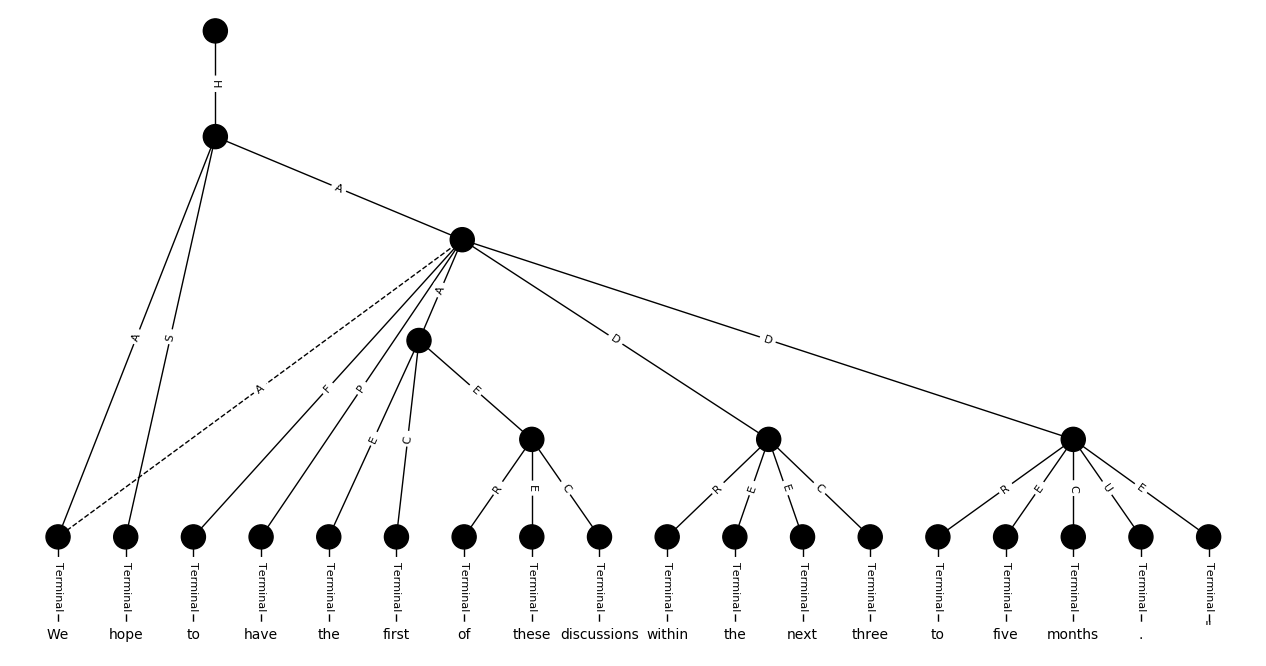 H
A
A S A F P A D D
E C E
R E C R E E C R E C U E
Terminal Terminal Terminal Terminal Terminal Terminal Terminal Terminal Terminal Terminal Terminal Terminal Terminal Terminal Terminal Terminal Terminal Terminal
We hope to have the first of these discussions within the next three to five months . "